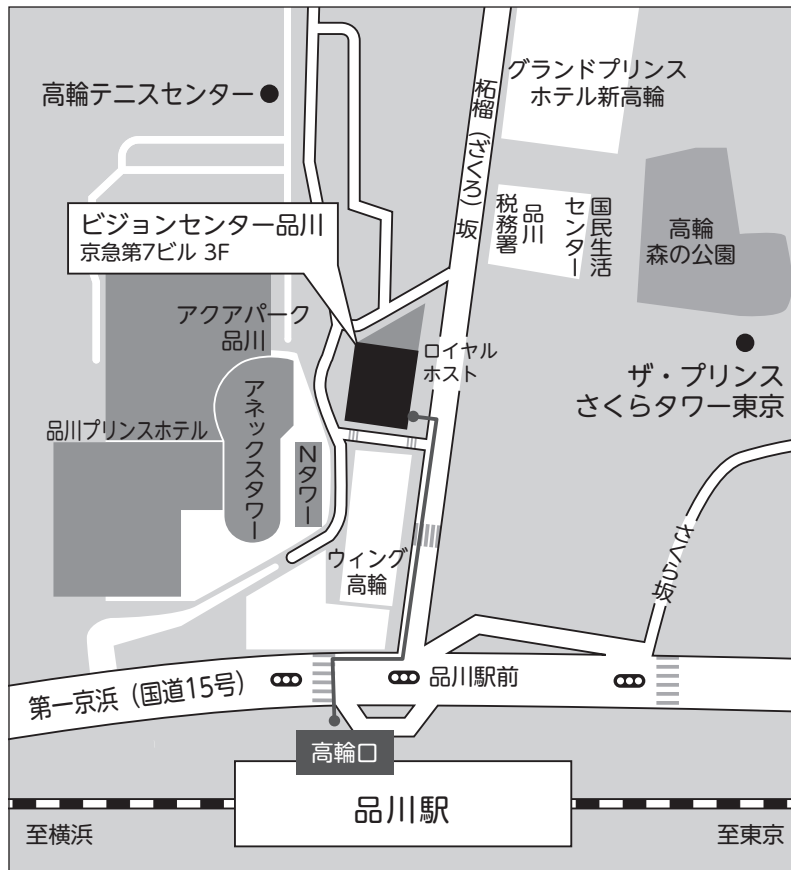 グランドプリンス
ホテル新高輪
高輪テニスセンター
柘榴（ざくろ）坂
品川
税務署
国民生活
センター
高輪
森の公園
ビジョンセンター品川
京急第7ビル 3F
アクアパーク
品川
ロイヤル
ホスト
ザ・プリンス
さくらタワー東京
品川プリンスホテル
アネックスタワー
Nタワー
ウィング
高輪
さくら坂
第一京浜（国道15号）
品川駅前
高輪口
品川駅
至横浜
至東京